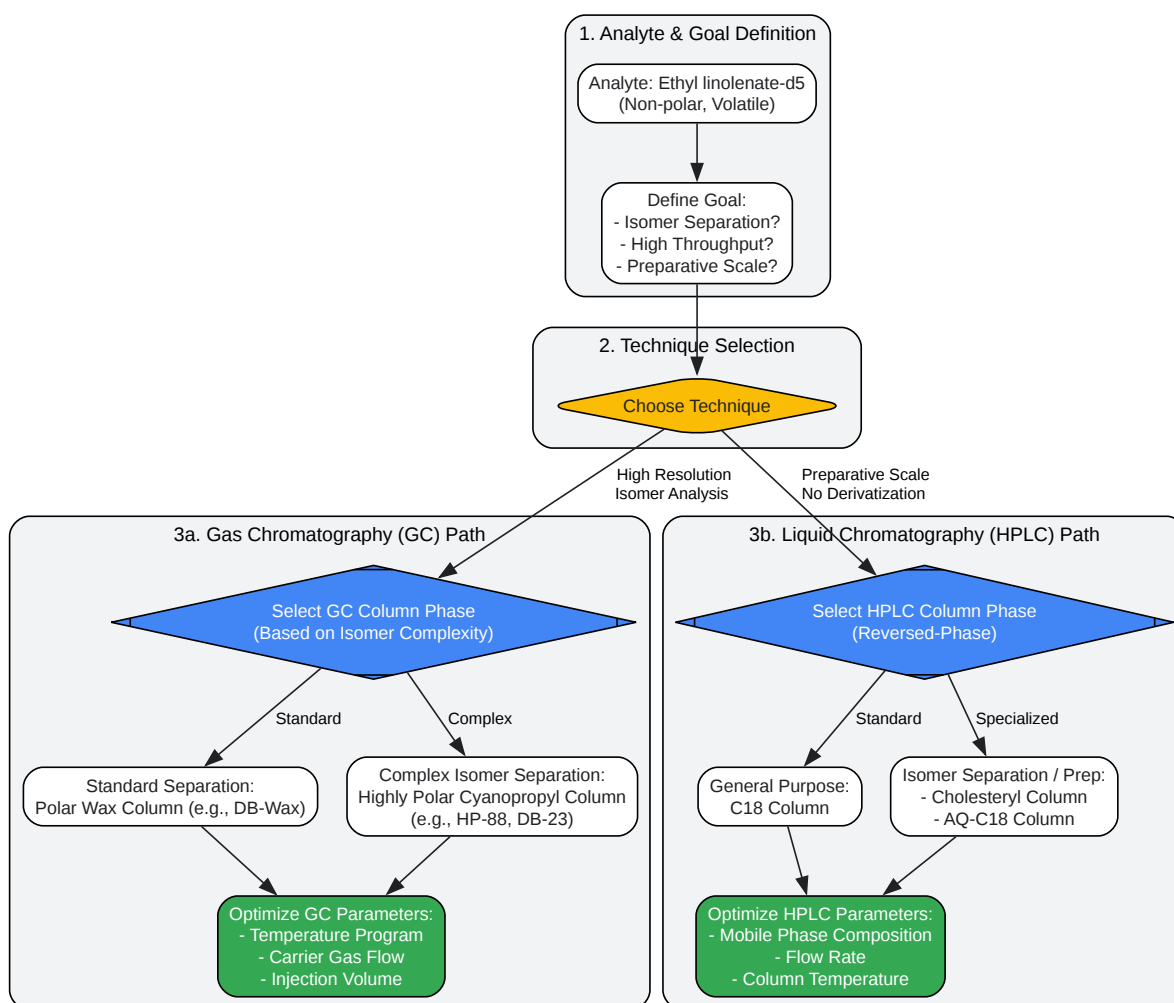 1. Analyte & Goal Definition
Analyte: Ethyl linolenate-d5
(Non-polar, Volatile)
Define Goal:
- Isomer Separation?
- High Throughput?
- Preparative Scale?
2. Technique Selection
Choose Technique
High Resolution
Isomer Analysis
Preparative Scale
No Derivatization
3a. Gas Chromatography (GC) Path
Select GC Column Phase
(Based on Isomer Complexity)
Standard
Complex
Standard Separation:
Polar Wax Column (e.g., DB-Wax)
Complex Isomer Separation:
Highly Polar Cyanopropyl Column
(e.g., HP-88, DB-23)
Optimize GC Parameters:
- Temperature Program
- Carrier Gas Flow
- Injection Volume
3b. Liquid Chromatography (HPLC) Path
Select HPLC Column Phase
(Reversed-Phase)
Standard
Specialized
General Purpose:
C18 Column
Isomer Separation / Prep:
- Cholesteryl Column
- AQ-C18 Column
Optimize HPLC Parameters:
- Mobile Phase Composition
- Flow Rate
- Column Temperature